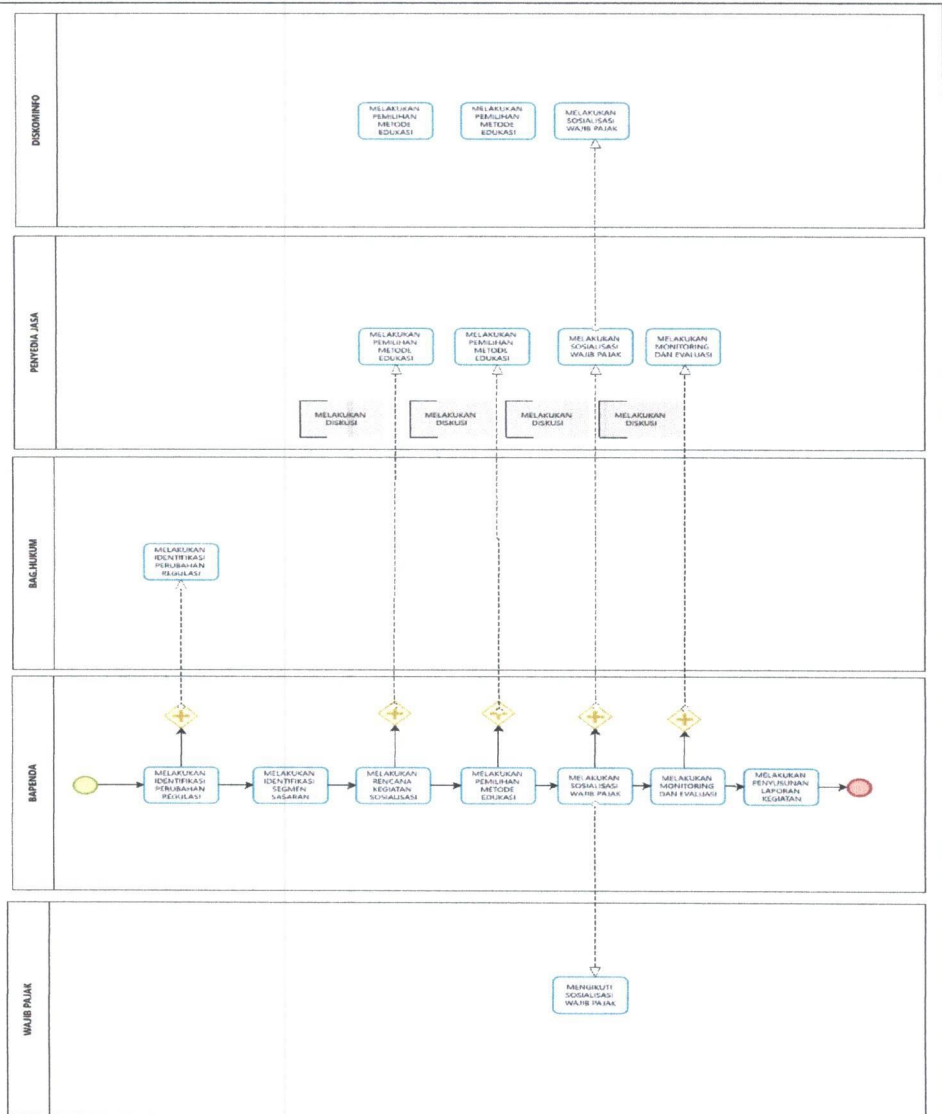 DISKOMINFO
MELAKUKAN
PEMILIHAN
METODE
EDUKASI
MELAKUKAN
PEMILIHAN
METODE
EDUKASI
MELAKUKAN
SOSIALISASI
WAJIB PAJAK
PENYEDIA JASA
MELAKUKAN
PEMILIHAN
METODE
EDUKASI
MELAKUKAN
PEMILIHAN
METODE
EDUKASI
MELAKUKAN
SOSIALISASI
WAJIB PAJAK
MELAKUKAN
MONITORING
DAN EVALUASI
MELAKUKAN
DISKUSI
MELAKUKAN
DISKUSI
MELAKUKAN
DISKUSI
MELAKUKAN
DISKUSI
BAG.HUKUM
MELAKUKAN
IDENTIFIKASI
PERUBAHAN
REGULASI
BAPENDA
MELAKUKAN
IDENTIFIKASI
PERUBAHAN
REGULASI
MELAKUKAN
IDENTIFIKASI
SEGMEN
SASARAN
MELAKUKAN
RENCANA
KEGIATAN
SOSIALISASI
MELAKUKAN
PEMILIHAN
METODE
EDUKASI
MELAKUKAN
SOSIALISASI
WAJIB PAJAK
MELAKUKAN
MONITORING
DAN EVALUASI
MELAKUKAN
PENYUSUNAN
LAPORAN
KEGIATAN
WAJIB PAJAK
MENGIKUTI
SOSIALISASI
WAJIB PAJAK